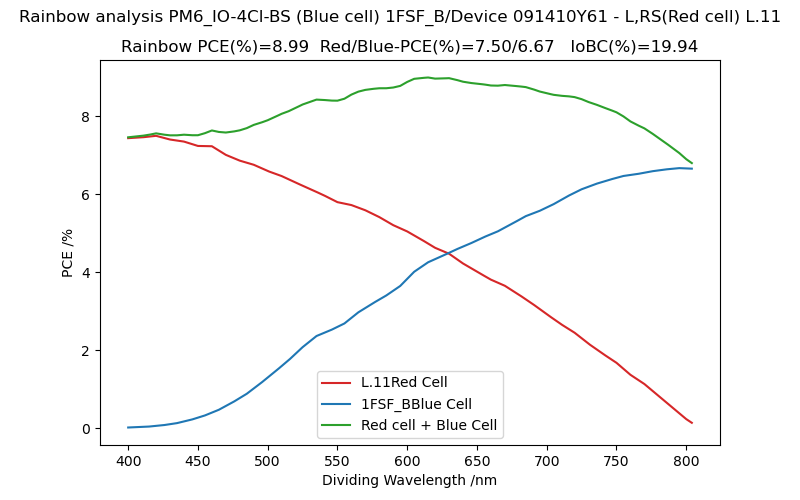 Rainbow analysis PM6_IO-4Cl-BS (Blue cell) 1FSF_B/Device 091410Y61 - L,RS(Red cell) L.11
Rainbow PCE(%)=8.99 Red/Blue-PCE(%)=7.50/6.67 IoBC(%)=19.94
8
6
4
2
0
PCE /%
L.11Red Cell
1FSF_BBlue Cell
Red cell + Blue Cell
400 450 500 550 600 650 700 750 800
Dividing Wavelength /nm